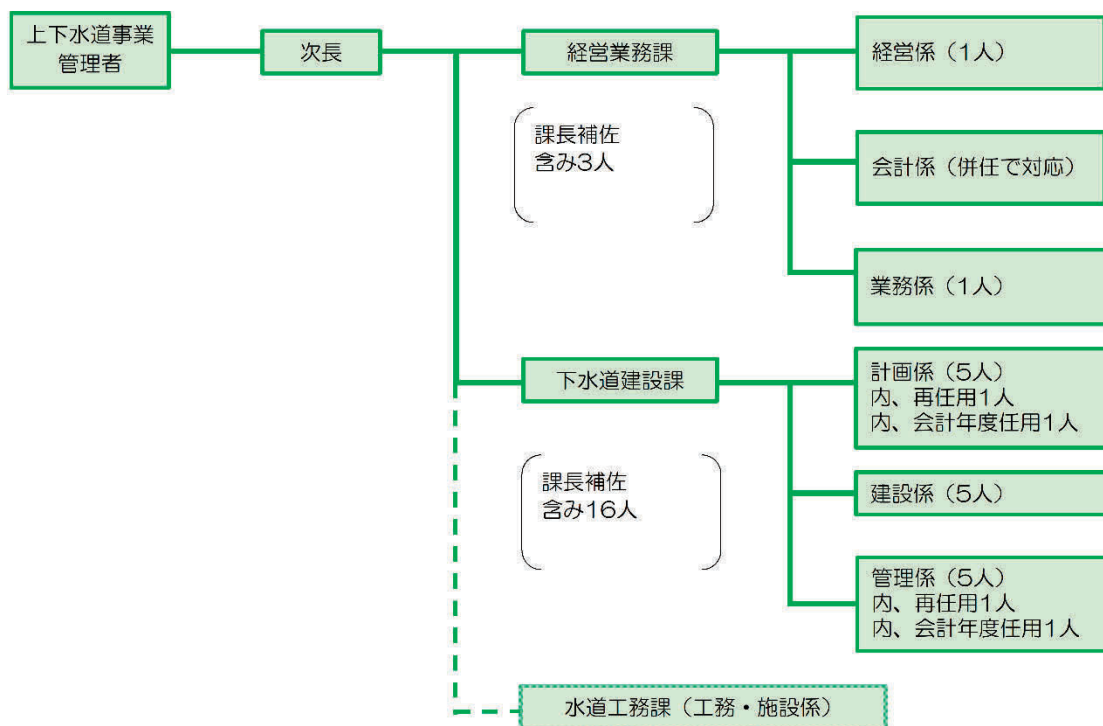 上下水道事業
管理者
次長
経営業務課
課長補佐
含み3人
経営係（1人）
会計係（併任で対応）
業務係（1人）
下水道建設課
課長補佐
含み16人
計画係（5人）
内、再任用1人
内、会計年度任用1人
建設係（5人）
管理係（5人）
内、再任用1人
内、会計年度任用1人
水道工務課（工務・施設係）